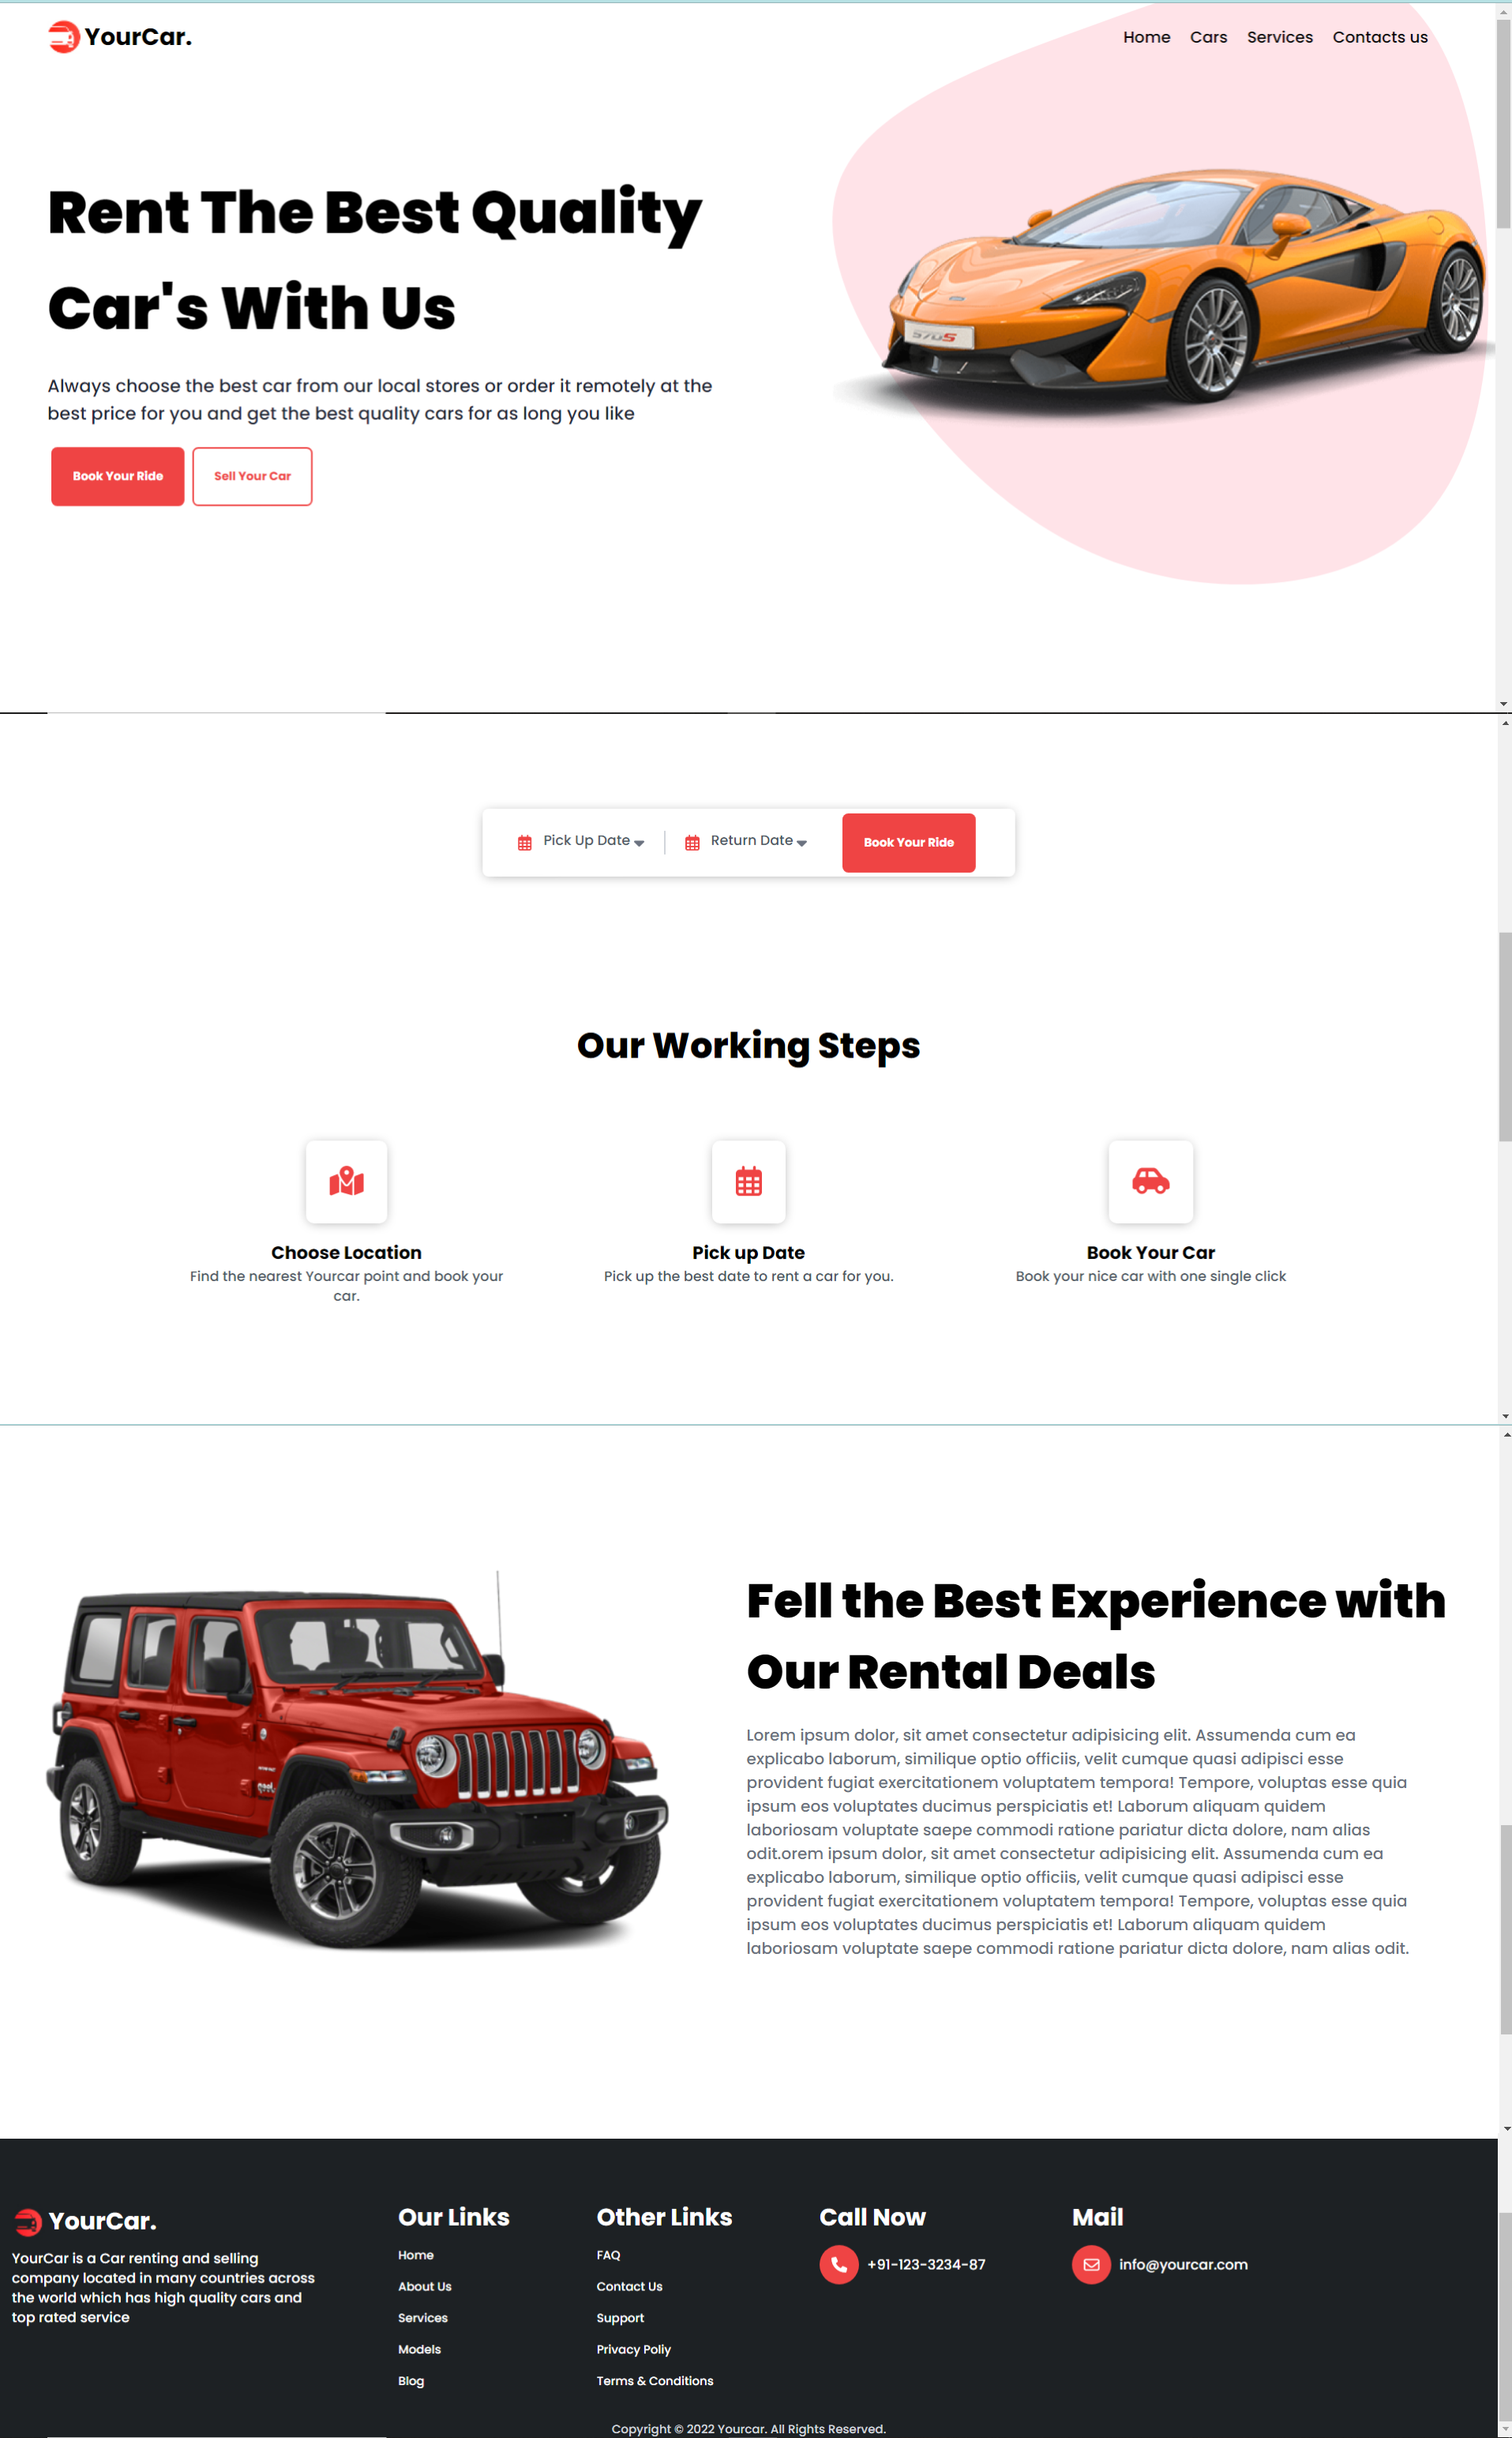 YourCar.
Home Cars Services Contacts us
Rent The Best Quality
Car's With Us
570S
Always choose the best car from our local stores or order it remotely at the
best price for you and get the best quality cars for as long you like
Book Your Ride
Sell Your Car
Pick Up Date
Return Date
Book Your Ride
Our Working Steps
Choose Location
Find the nearest Yourcar point and book your
car.
Pick up Date
Pick up the best date to rent a car for you.
Book Your Car
Book your nice car with one single click
Fell the Best Experience with
Our Rental Deals
Lorem ipsum dolor, sit amet consectetur adipisicing elit. Assumenda cum ea
explicabo laborum, similique optio officiis, velit cumque quasi adipisci esse
provident fugiat exercitationem voluptatem tempora! Tempore, voluptas esse quia
ipsum eos voluptates ducimus perspiciatis et! Laborum aliquam quidem
laboriosam voluptate saepe commodi ratione pariatur dicta dolore, nam alias
odit.orem ipsum dolor, sit amet consectetur adipisicing elit. Assumenda cum ea
explicabo laborum, similique optio officiis, velit cumque quasi adipisci esse
provident fugiat exercitationem voluptatem tempora! Tempore, voluptas esse quia
ipsum eos voluptates ducimus perspiciatis et! Laborum aliquam quidem
laboriosam voluptate saepe commodi ratione pariatur dicta dolore, nam alias odit.
YourCar.
YourCar is a Car renting and selling
company located in many countries across
the world which has high quality cars and
top rated service
Our Links
Home
About Us
Services
Models
Blog
Other Links
FAQ
Contact Us
Support
Privacy Poliy
Terms & Conditions
Call Now
+91-123-3234-87
Mail
info@yourcar.com
Copyright © 2022 Yourcar. All Rights Reserved.